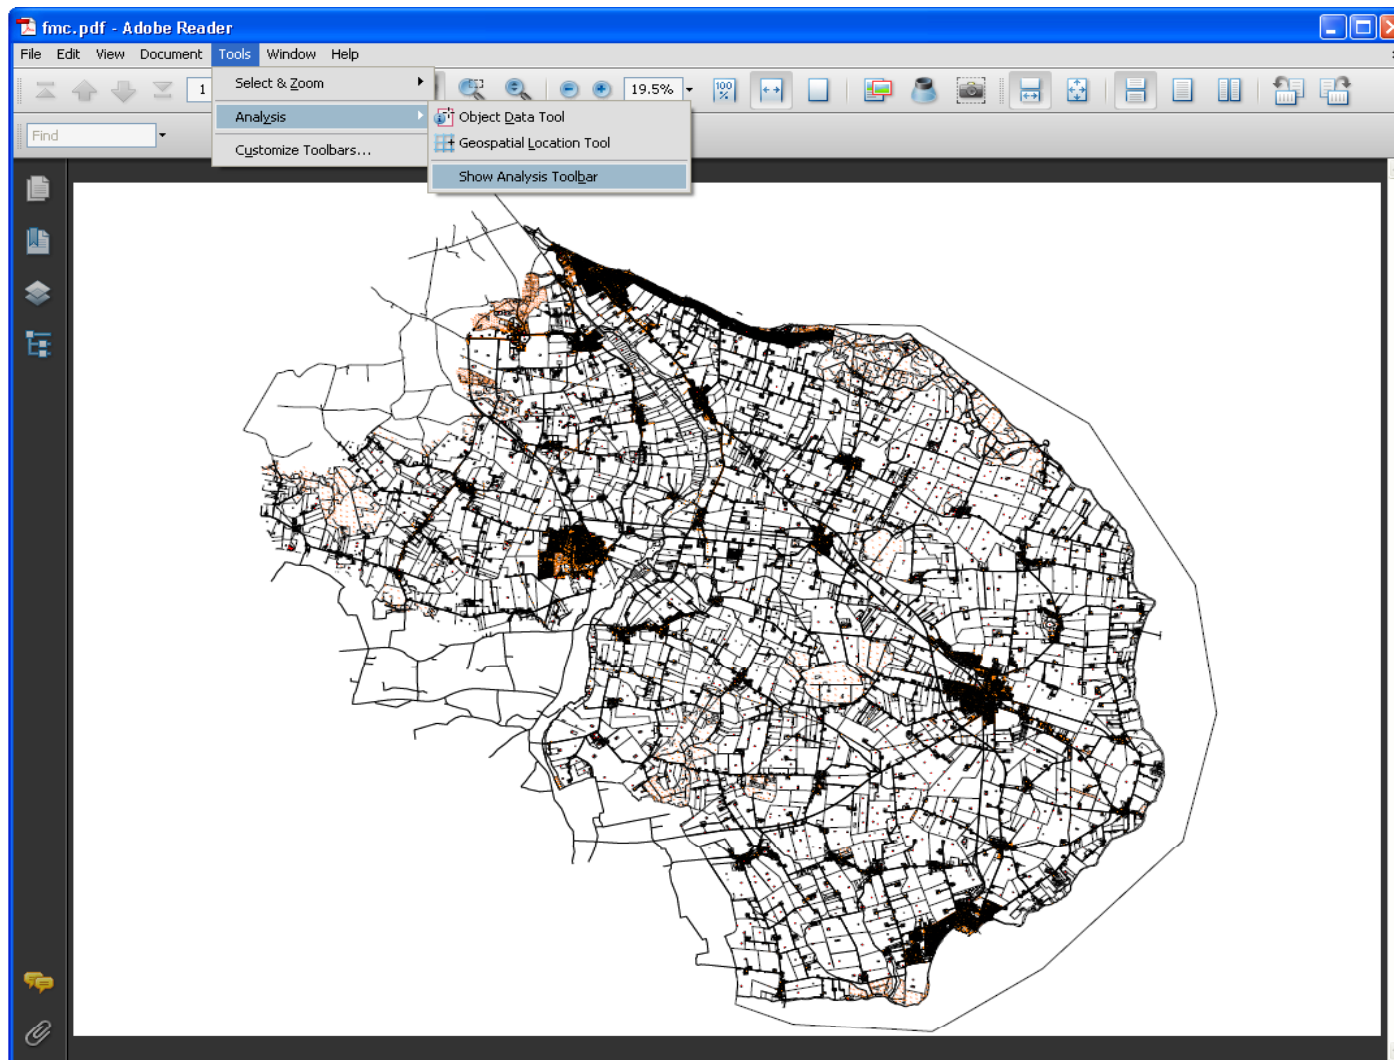 fmc.pdf - Adobe Reader
File Edit View Document Tools Window Help
1
19.5%
100
%
Select & Zoom
Analysis
Customize Toolbars...
Object Data Tool
Geospatial Location Tool
Show Analysis Toolbar
Find